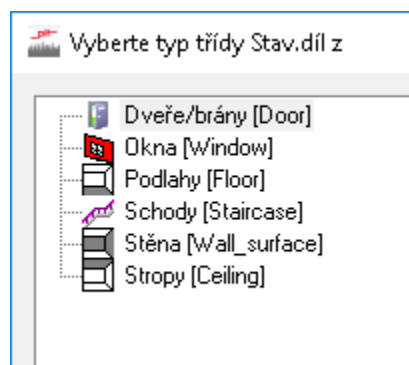 Vyberte typ třídy Stav.díl z
Dveře/brány [Door]
Okna [Window]
Podlahy [Floor]
Schody [Staircase]
Stěna [Wall_surface]
Stropy [Ceiling]